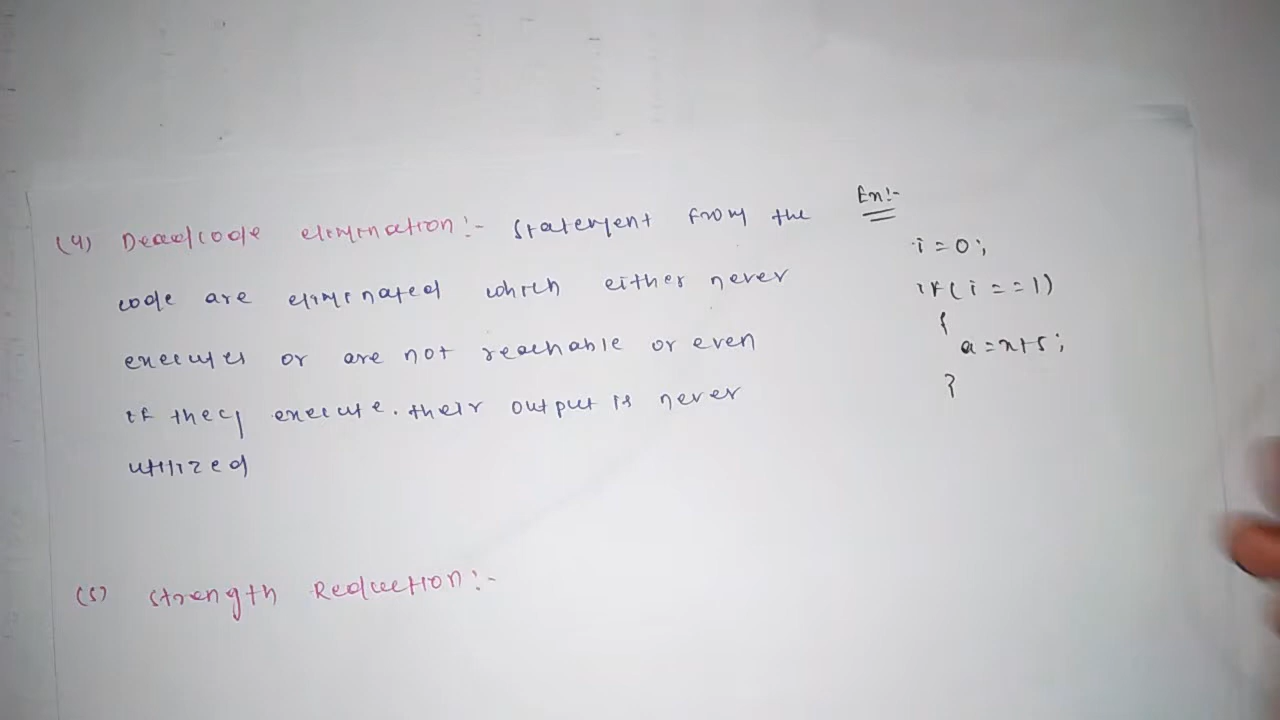 (4) Deadcode elimination:- statement from the
code are eliminated which either never
executes or are not reachable or even
if they execute. their output is never
utilized
Ex:-
i=0;
if(i==1)
{
a=x+5;
}
(5) Strength Reduction:-